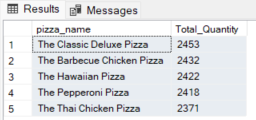 Results Messages
pizza_name Total_Quantity
1 The Classic Deluxe Pizza 2453
2 The Barbecue Chicken Pizza 2432
3 The Hawaiian Pizza 2422
4 The Pepperoni Pizza 2418
5 The Thai Chicken Pizza 2371